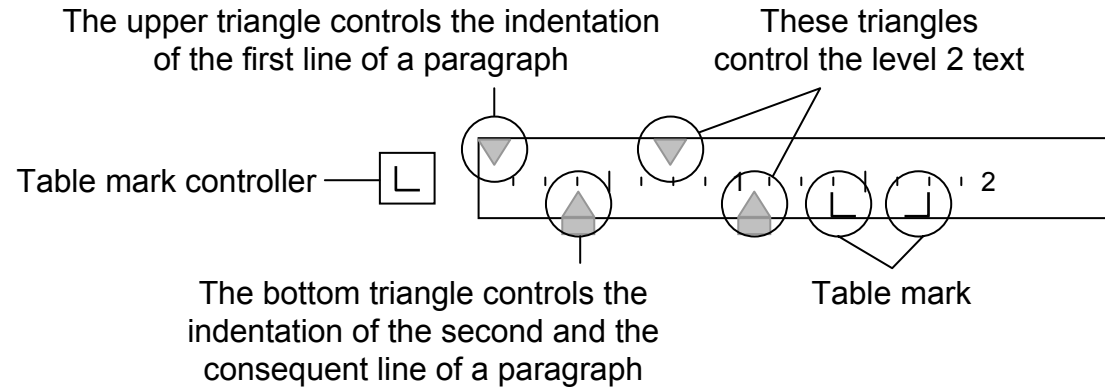 The upper triangle controls the indentation
of the first line of a paragraph
These triangles
control the level 2 text
Table mark controller
1
2
The bottom triangle controls the
indentation of the second and the
consequent line of a paragraph
Table mark